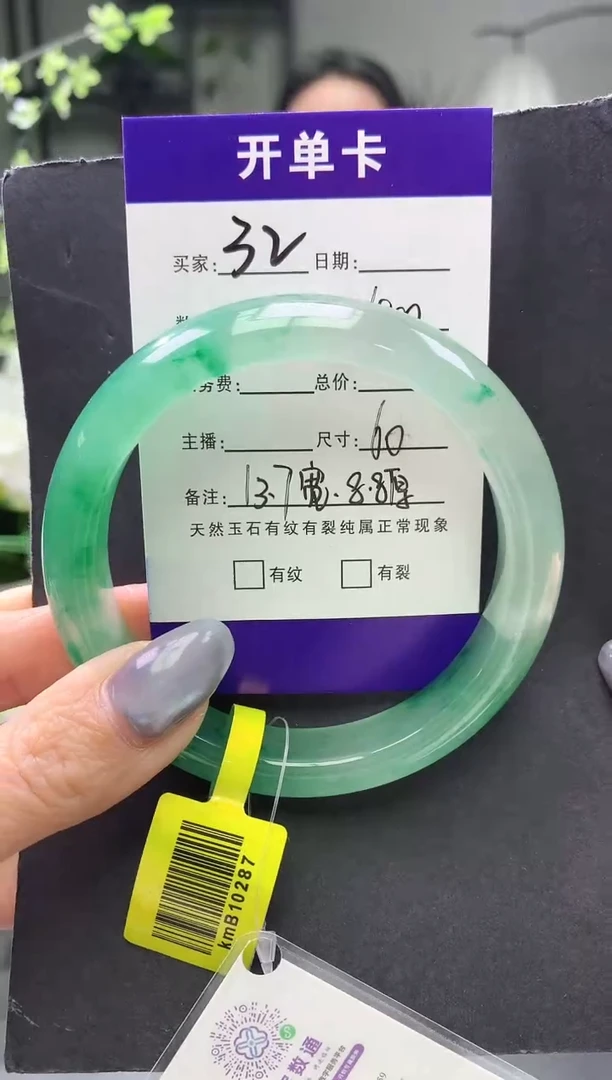 开单卡
买家: 32 日期:
务费: 总价:
主播: 尺寸: 60
备注: 13.7宽.8.8厚
天然玉石有纹有裂纯属正常现象
有纹 有裂
kmB10287
数通